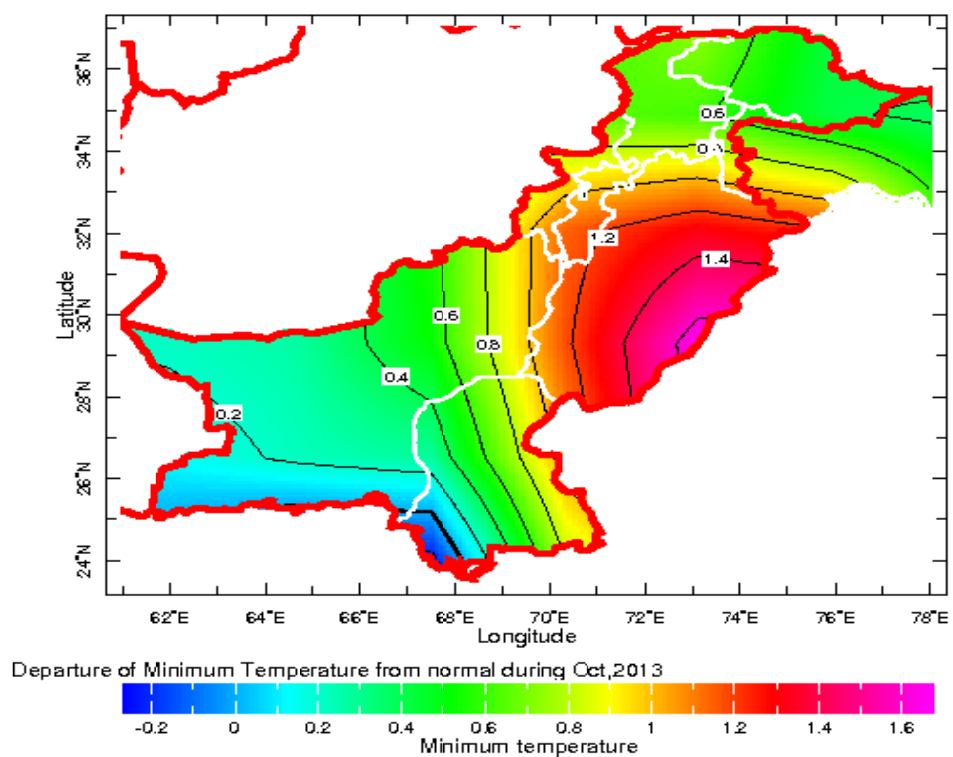 36°N
34°N
32°N
30°N
28°N
26°N
24°N
Latitude
0.6
1.2
1.4
0.6
0.8
0.4
0.2
62°E 64°E 66°E 68°E 70°E 72°E 74°E 76°E 78°E
Longitude
Departure of Minimum Temperature from normal during Oct,2013
-0.2 0 0.2 0.4 0.6 0.8 1 1.2 1.4 1.6
Minimum temperature